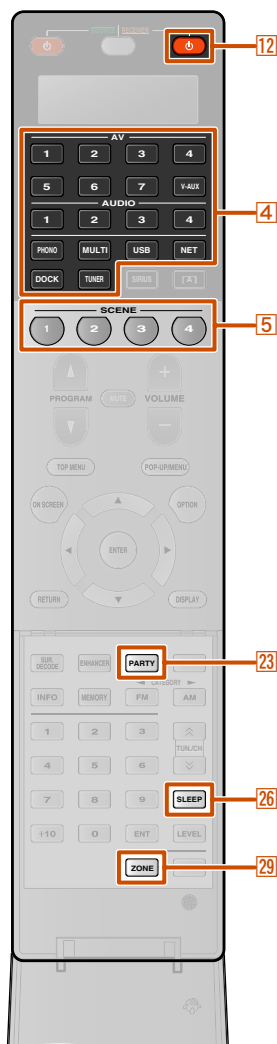 12
AV
1 2 3 4
5 6 7 V-AUX
AUDIO
1 2 3 4
4
PHONO MULTI USB NET
DOCK TUNER SIRIUS [A]
SCENE
1 2 3 4
5
PROGRAM MUTE VOLUME
TOP MENU POP-UP/MENU
ON SCREEN OPTION
ENTER
RETURN DISPLAY
SUR. DECODE ENHANCER PARTY
23
CATEGORY
INFO MEMORY FM AM
1 2 3
TUN./CH
4 5 6
7 8 9 SLEEP
26
+10 0 ENT LEVEL
ZONE
29